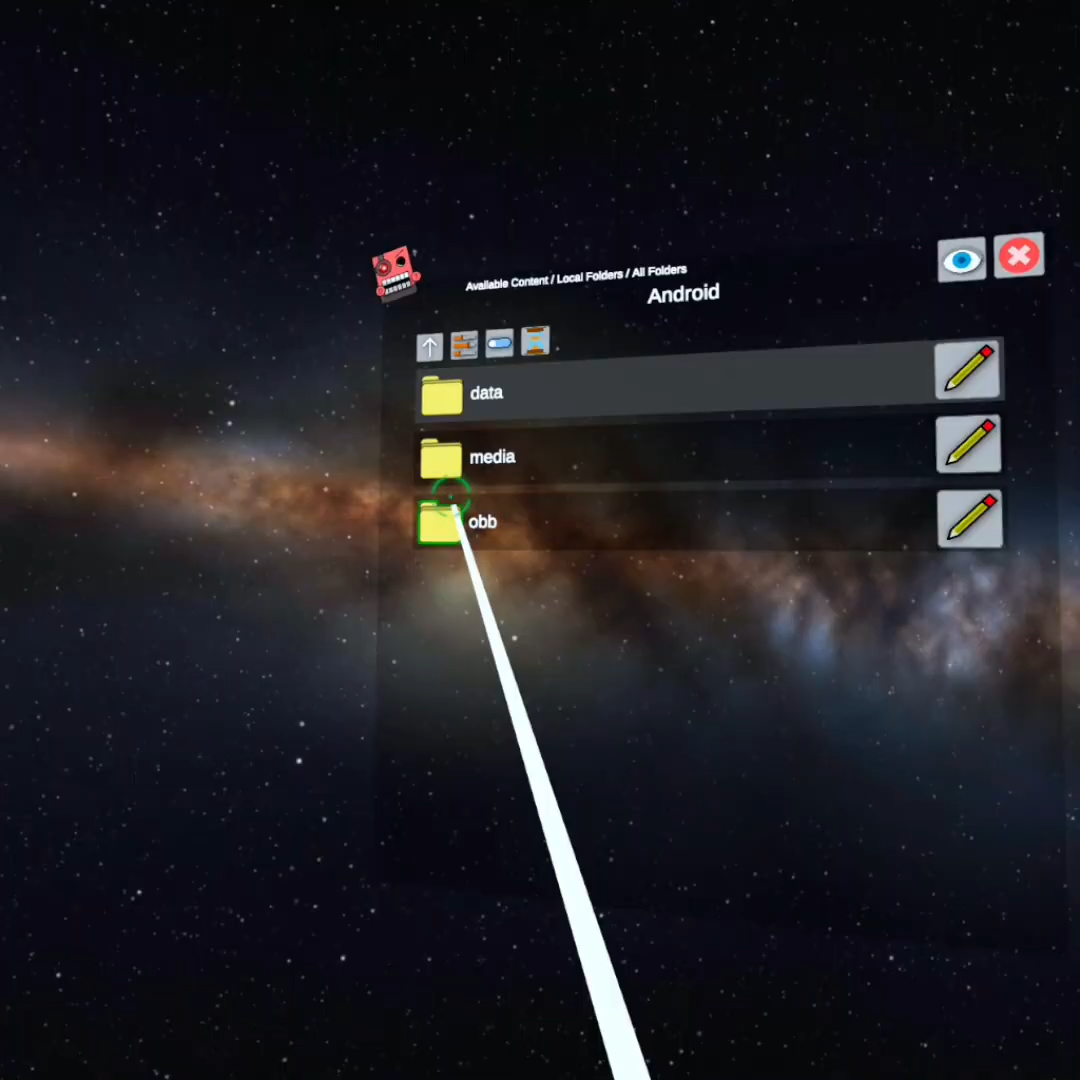 Available Content / Local Folders / All Folders
Android
data
media
obb